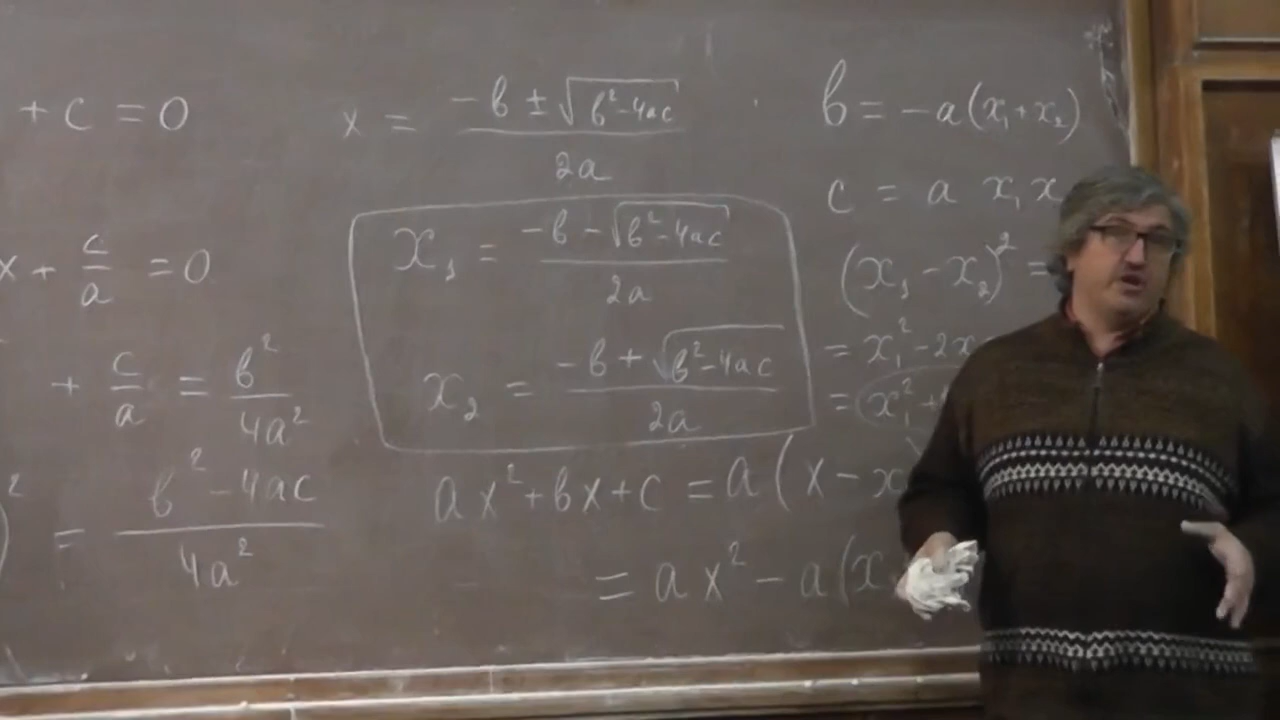 + c = 0
x + c/a = 0
+ c/a = b²/4a²
)² = b² - 4ac / 4a²
x = -b ± √(b² - 4ac) / 2a
x₁ = -b - √(b² - 4ac) / 2a
x₂ = -b + √(b² - 4ac) / 2a
ax² + bx + c = a(x - x
= ax² - a(x
b = -a(x₁ + x₂)
c = a x₁ x
(x₁ - x₂)² =
= x₁² - 2x
= x₁² +